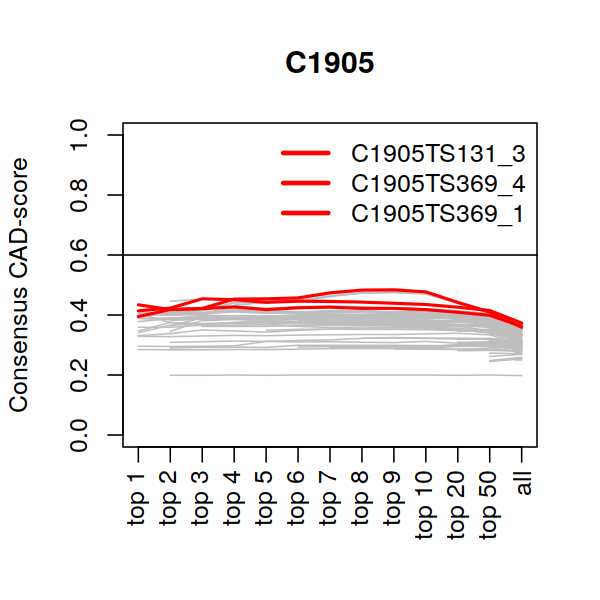 C1905
Consensus CAD-score
1.0
0.8
0.6
0.4
0.2
0.0
C1905TS131_3
C1905TS369_4
C1905TS369_1
top 1
top 2
top 3
top 4
top 5
top 6
top 7
top 8
top 9
top 10
top 20
top 50
all